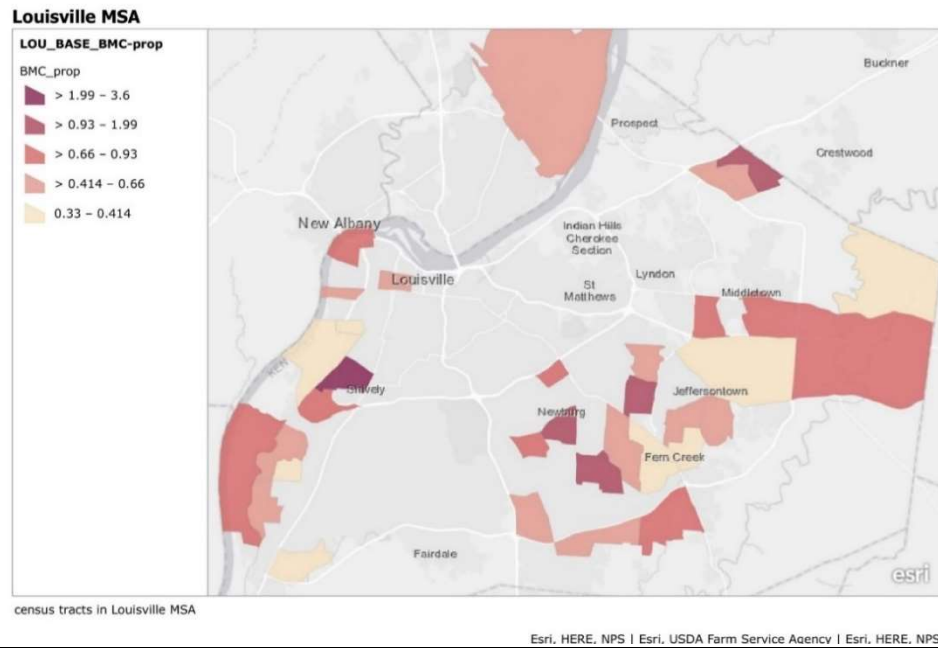 Louisville MSA
LOU_BASE_BMC-prop
BMC_prop
> 1.99 – 3.6
> 0.93 – 1.99
> 0.66 – 0.93
> 0.414 – 0.66
0.33 – 0.414
Buckner
Prospect
Crestwood
New Albany
Indian Hills
Cherokee
Section
Louisville
Lyndon
St
Matthews
Middletown
KEN
Shively
Jeffersontown
Newburg
Fern Creek
Fairdale
esri
census tracts in Louisville MSA
Esri, HERE, NPS | Esri, USDA Farm Service Agency | Esri, HERE, NPS